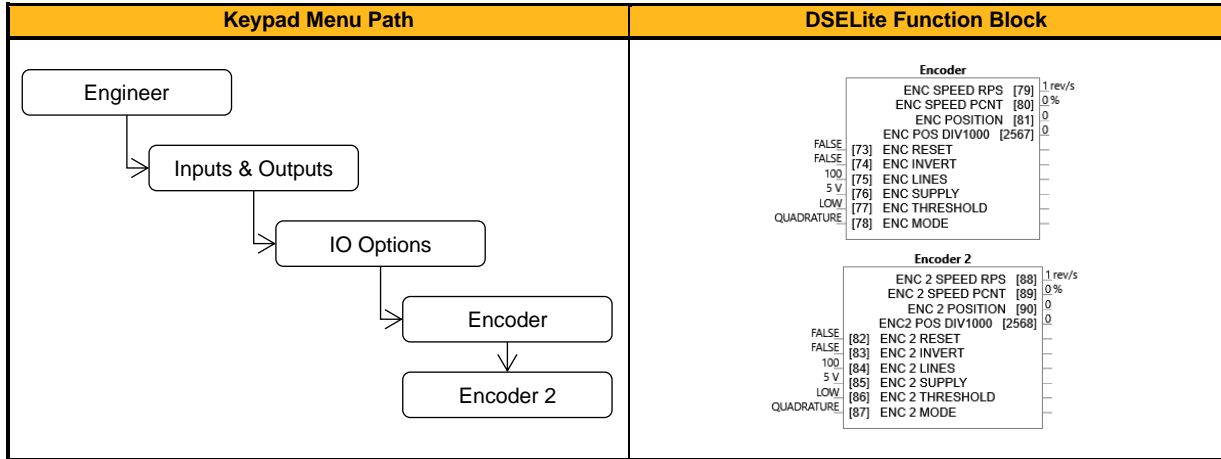 Keypad Menu Path
DSELite Function Block
Engineer
Inputs & Outputs
IO Options
Encoder
Encoder 2
Encoder
ENC SPEED RPS [79] 1 rev/s
ENC SPEED PCNT [80] 0 %
ENC POSITION [81] 0
ENC POS DIV1000 [2567] 0
FALSE [73] ENC RESET
FALSE [74] ENC INVERT
100 [75] ENC LINES
5 V [76] ENC SUPPLY
LOW [77] ENC THRESHOLD
QUADRATURE [78] ENC MODE
Encoder 2
ENC 2 SPEED RPS [88] 1 rev/s
ENC 2 SPEED PCNT [89] 0 %
ENC 2 POSITION [90] 0
ENC2 POS DIV1000 [2568] 0
FALSE [82] ENC 2 RESET
FALSE [83] ENC 2 INVERT
100 [84] ENC 2 LINES
5 V [85] ENC 2 SUPPLY
LOW [86] ENC 2 THRESHOLD
QUADRATURE [87] ENC 2 MODE